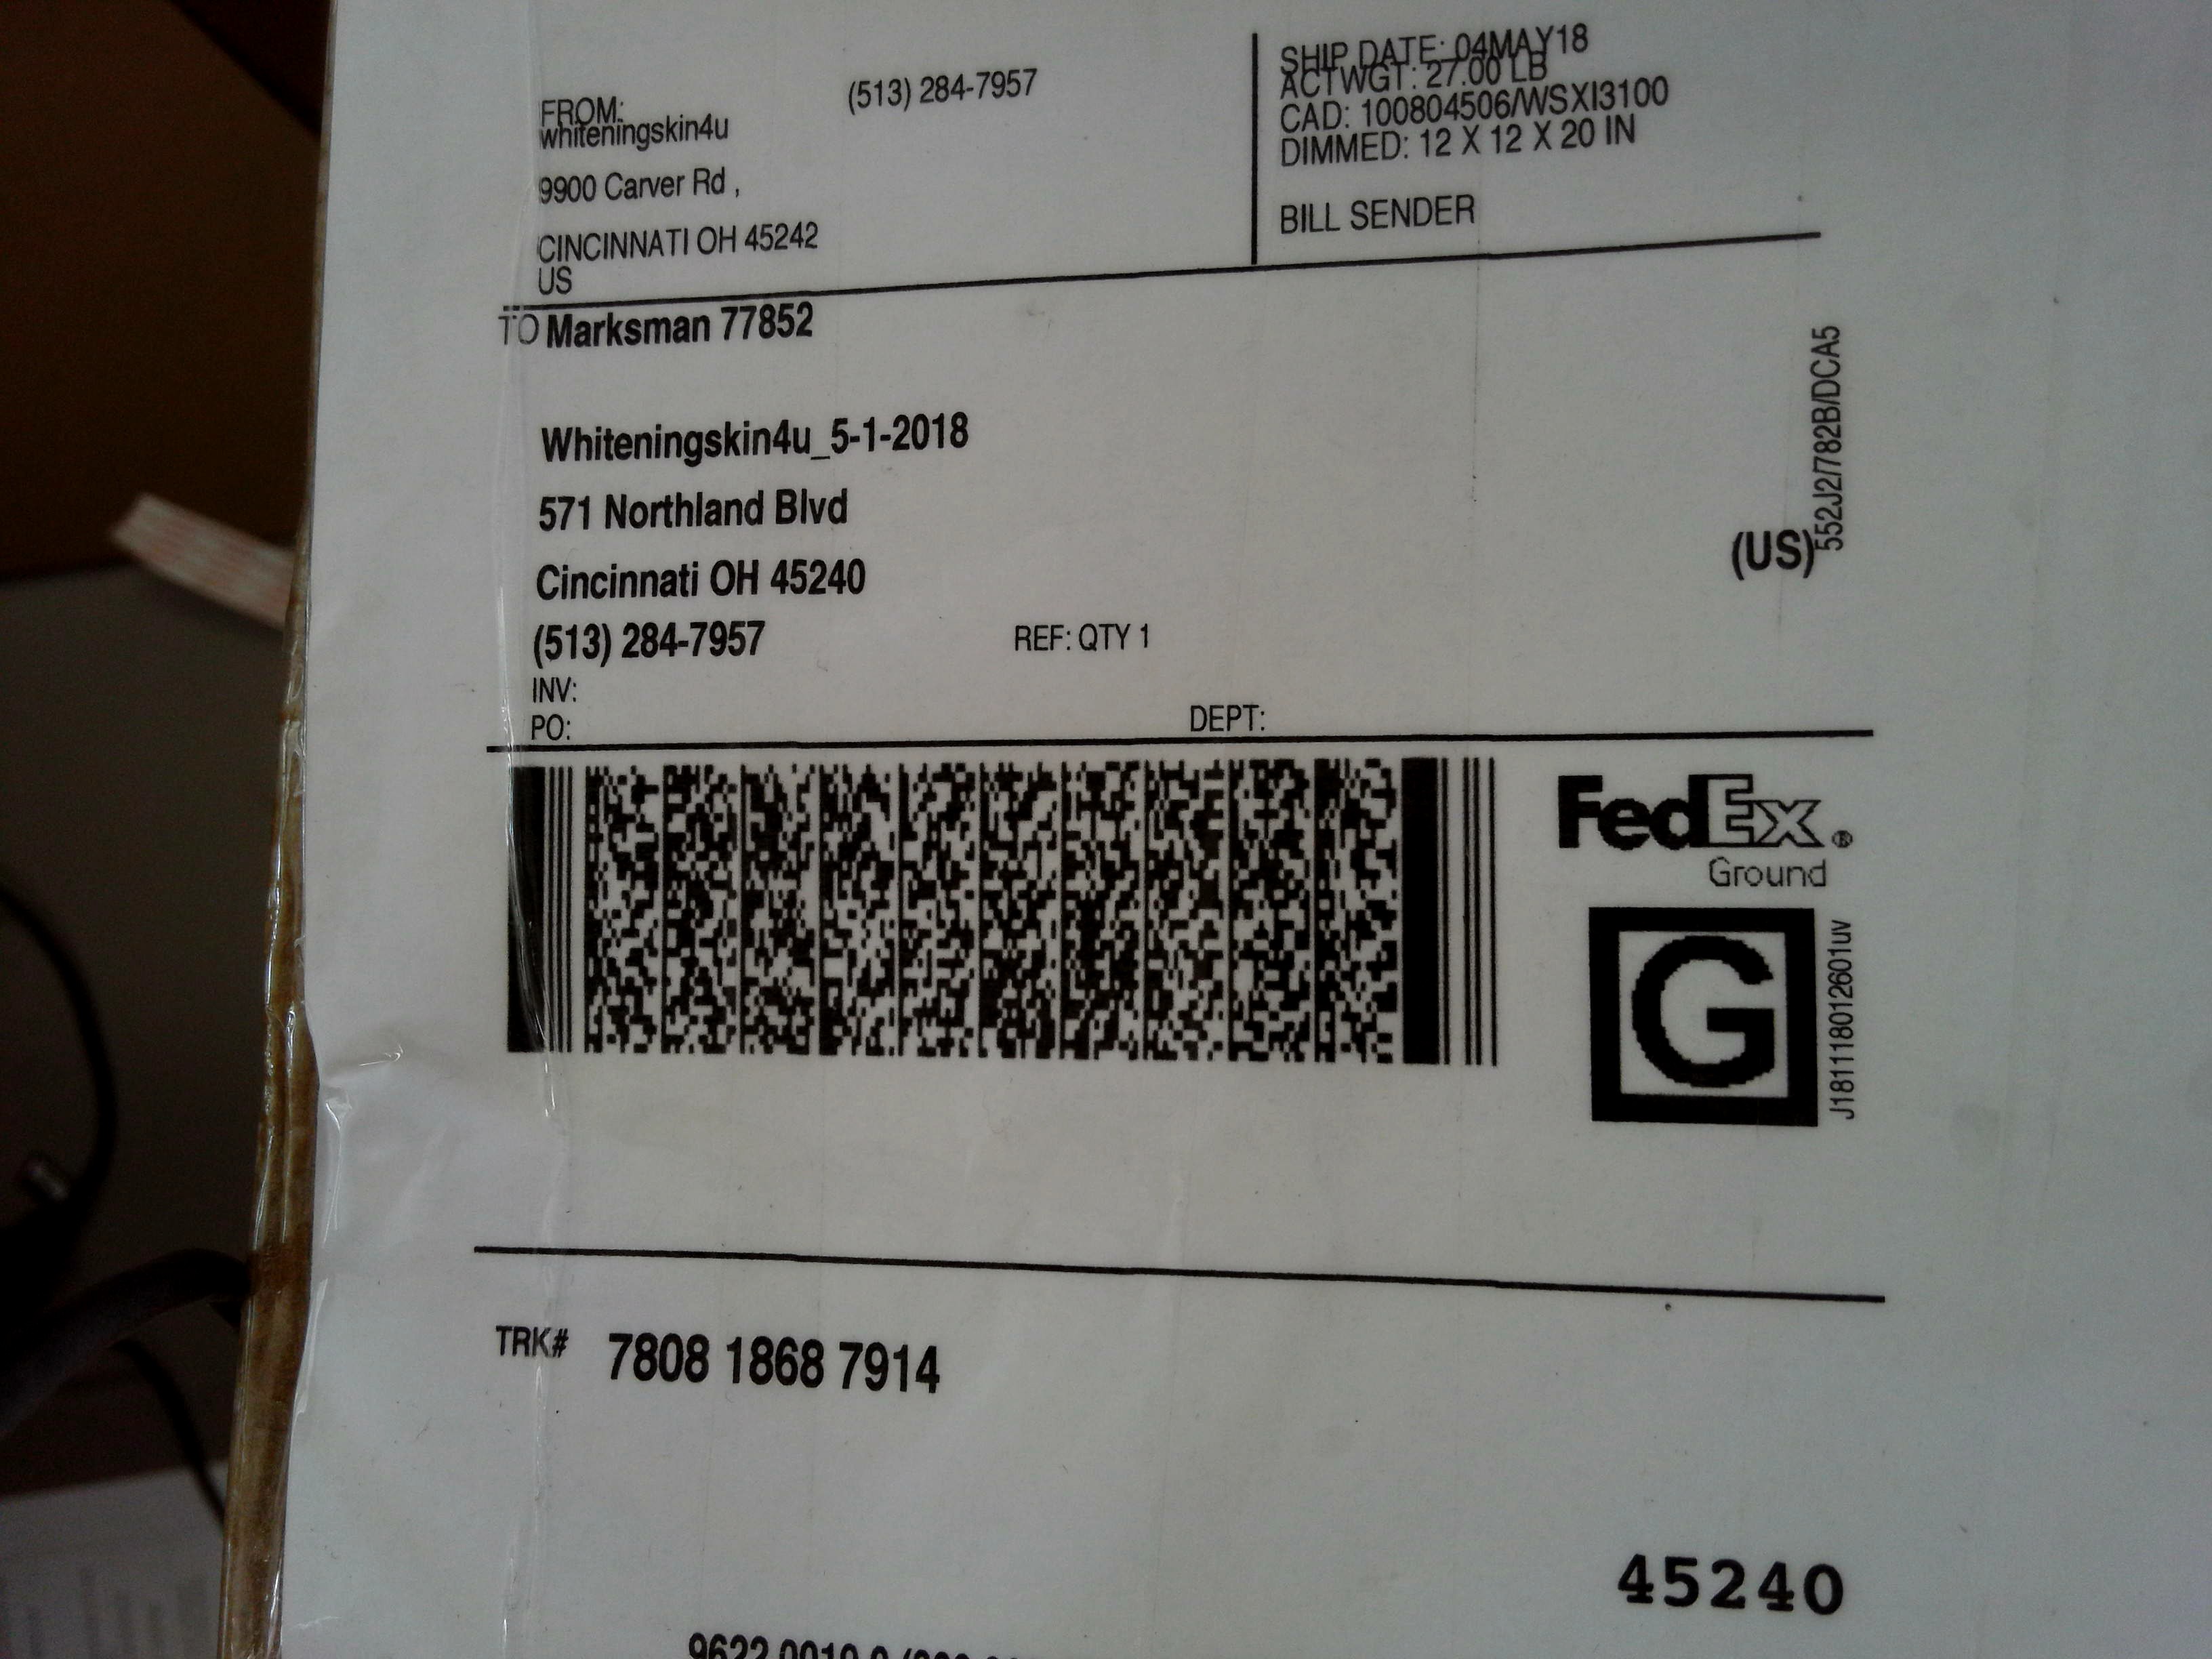 FROM:
(513) 284-7957
whiteningskin4u
9900 Carver Rd ,
CINCINNATI OH 45242
US
SHIP DATE: 04MAY18
ACTWGT: 27.00 LB
CAD: 100804506/WSXI3100
DIMMED: 12 X 12 X 20 IN
BILL SENDER
TO Marksman 77852
Whiteningskin4u_5-1-2018
571 Northland Blvd
Cincinnati OH 45240
(US)
552J2/782B/DCA5
(513) 284-7957
REF: QTY 1
INV:
PO:
DEPT:
FedEx®
Ground
G
J181118012601uv
TRK# 7808 1868 7914
45240